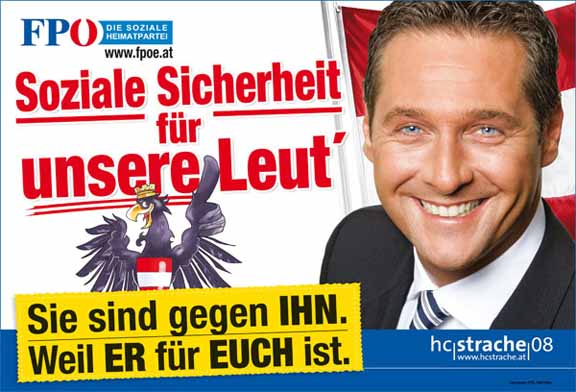 FPÖ DIE SOZIALE
HEIMATPARTEI
www.fpoe.at
Soziale Sicherheit
für
unsere Leut´
Sie sind gegen IHN.
Weil ER für EUCH ist.
hc|strache|08
www.hcstrache.at